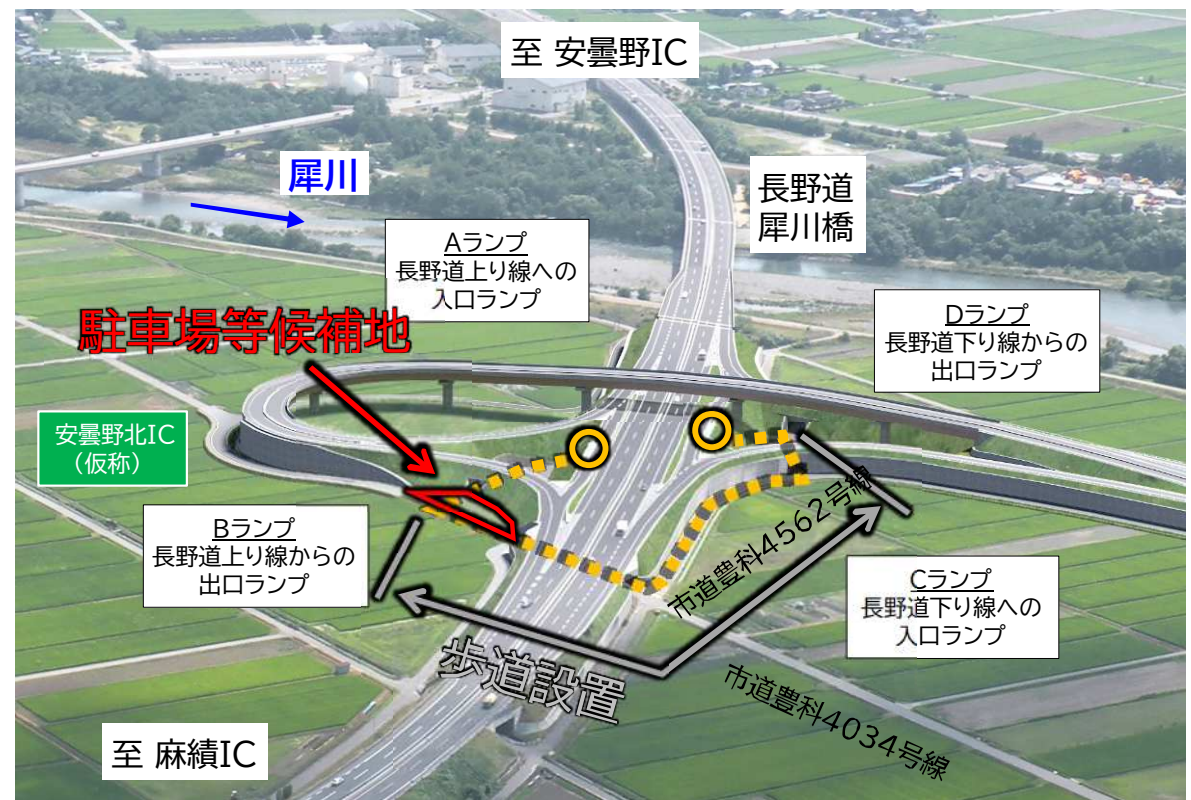 至 安曇野IC
犀川
長野道
犀川橋
Aランプ
長野道上り線への
入口ランプ
駐車場等候補地
Dランプ
長野道下り線からの
出口ランプ
安曇野北IC
（仮称）
市道豊科4562号線
Bランプ
長野道上り線からの
出口ランプ
Cランプ
長野道下り線への
入口ランプ
歩道設置
市道豊科4034号線
至 麻績IC